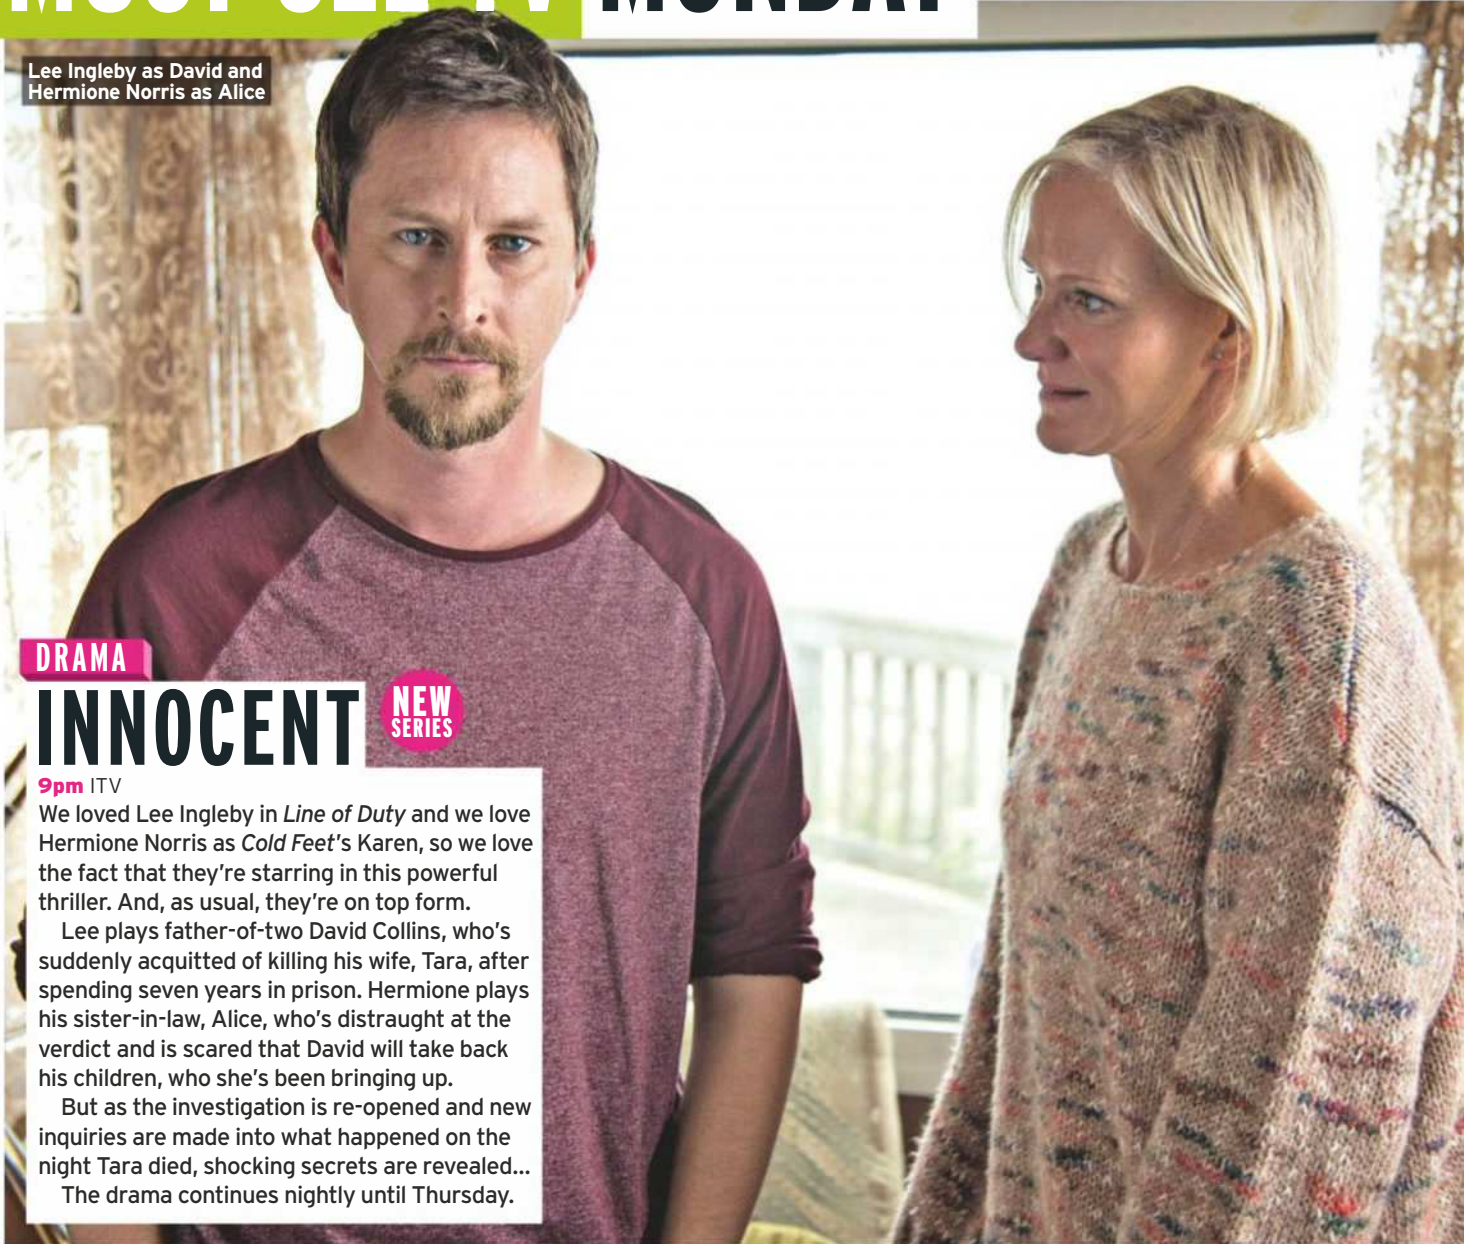 MUST SEE TV MONDAY
Lee Ingleby as David and
Hermione Norris as Alice
DRAMA
INNOCENT
NEW
SERIES
9pm ITV
We loved Lee Ingleby in Line of Duty and we love
Hermione Norris as Cold Feet's Karen, so we love
the fact that they're starring in this powerful
thriller. And, as usual, they're on top form.
Lee plays father-of-two David Collins, who's
suddenly acquitted of killing his wife, Tara, after
spending seven years in prison. Hermione plays
his sister-in-law, Alice, who's distraught at the
verdict and is scared that David will take back
his children, who she's been bringing up.
But as the investigation is re-opened and new
inquiries are made into what happened on the
night Tara died, shocking secrets are revealed...
The drama continues nightly until Thursday.